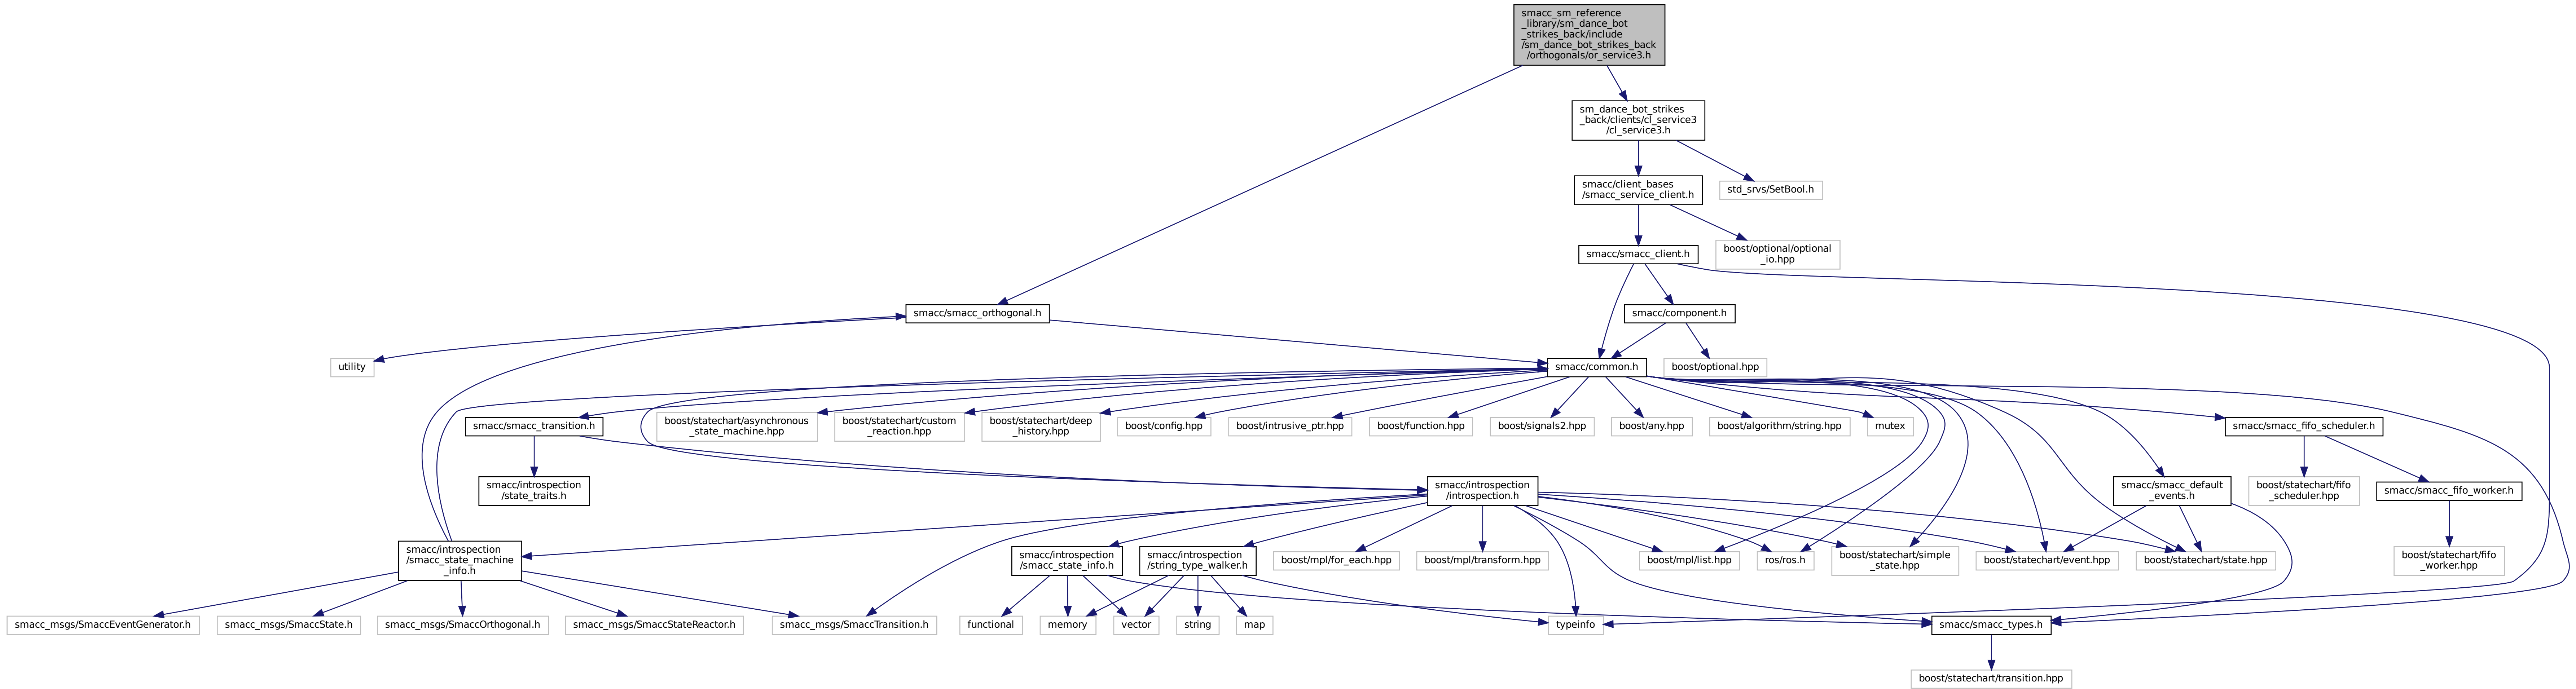 smacc_sm_reference
_library/sm_dance_bot
_strikes_back/include
/sm_dance_bot_strikes_back
/orthogonals/or_service3.h
sm_dance_bot_strikes
_back/clients/cl_service3
/cl_service3.h
smacc/client_bases
/smacc_service_client.h
std_srvs/SetBool.h
smacc/smacc_client.h
boost/optional/optional
_io.hpp
smacc/smacc_orthogonal.h
smacc/component.h
utility
smacc/common.h
boost/optional.hpp
smacc/smacc_transition.h
boost/statechart/asynchronous
_state_machine.hpp
boost/statechart/custom
_reaction.hpp
boost/statechart/deep
_history.hpp
boost/config.hpp
boost/intrusive_ptr.hpp
boost/function.hpp
boost/signals2.hpp
boost/any.hpp
boost/algorithm/string.hpp
mutex
smacc/smacc_fifo_scheduler.h
smacc/introspection
/state_traits.h
smacc/introspection
/introspection.h
smacc/smacc_default
_events.h
boost/statechart/fifo
_scheduler.hpp
smacc/smacc_fifo_worker.h
smacc/introspection
/smacc_state_machine
_info.h
smacc/introspection
/smacc_state_info.h
smacc/introspection
/string_type_walker.h
boost/mpl/for_each.hpp
boost/mpl/transform.hpp
boost/mpl/list.hpp
ros/ros.h
boost/statechart/simple
_state.hpp
boost/statechart/event.hpp
boost/statechart/state.hpp
boost/statechart/fifo
_worker.hpp
smacc_msgs/SmaccEventGenerator.h
smacc_msgs/SmaccState.h
smacc_msgs/SmaccOrthogonal.h
smacc_msgs/SmaccStateReactor.h
smacc_msgs/SmaccTransition.h
functional
memory
vector
string
map
typeinfo
smacc/smacc_types.h
boost/statechart/transition.hpp